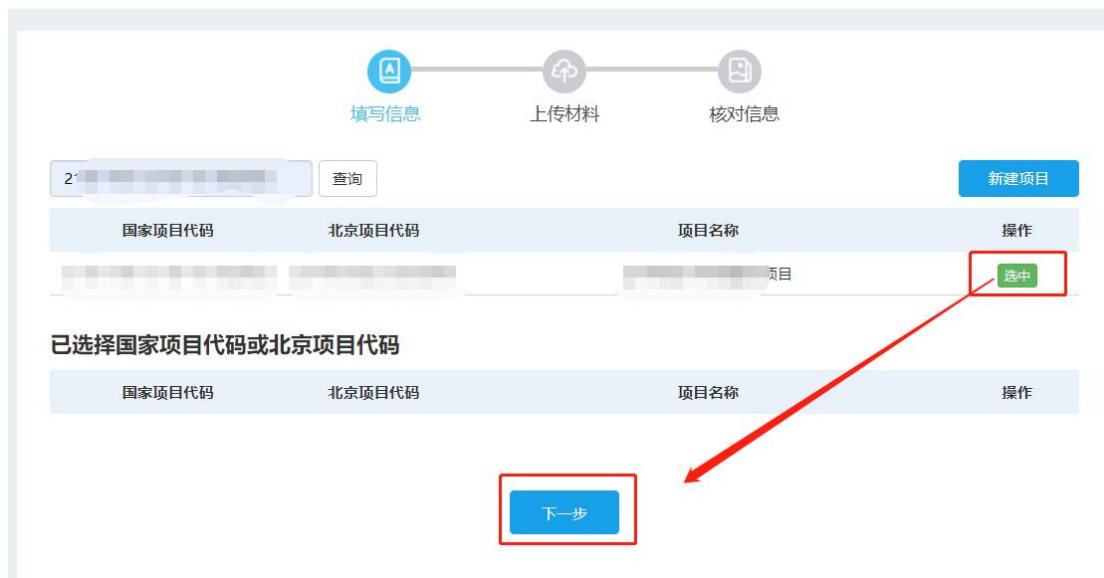 填写信息 上传材料 核对信息
查询 新建项目
国家项目代码 北京项目代码 项目名称 操作
项目 选中
已选择国家项目代码或北京项目代码
国家项目代码 北京项目代码 项目名称 操作
下一步